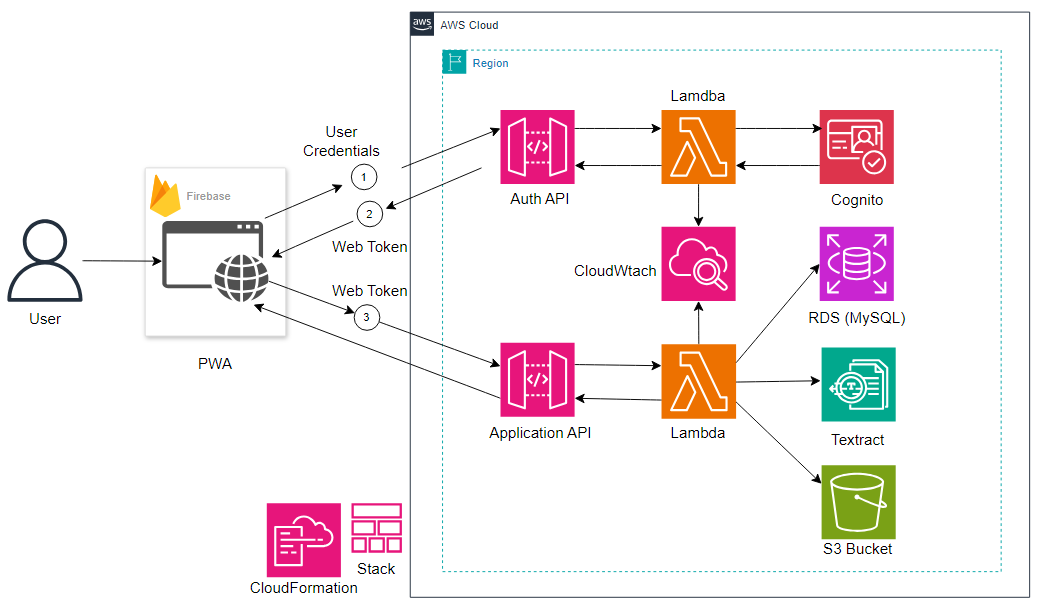 aws
AWS Cloud
Region
Lamdba
User
Credentials
1
</>
Auth API
Cognito
Firebase
2
Web Token
CloudWtach
RDS (MySQL)
User
Web Token
3
PWA
</>
Application API
Lambda
T
Textract
S3 Bucket
Stack
CloudFormation